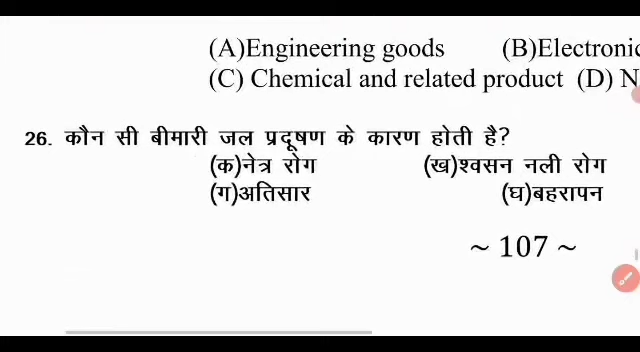 (A)Engineering goods (B)Electronic
(C) Chemical and related product (D) N
26. कौन सी बीमारी जल प्रदूषण के कारण होती है?
(क)नेत्र रोग (ख)श्वसन नली रोग
(ग)अतिसार (घ)बहरापन
~ 107 ~